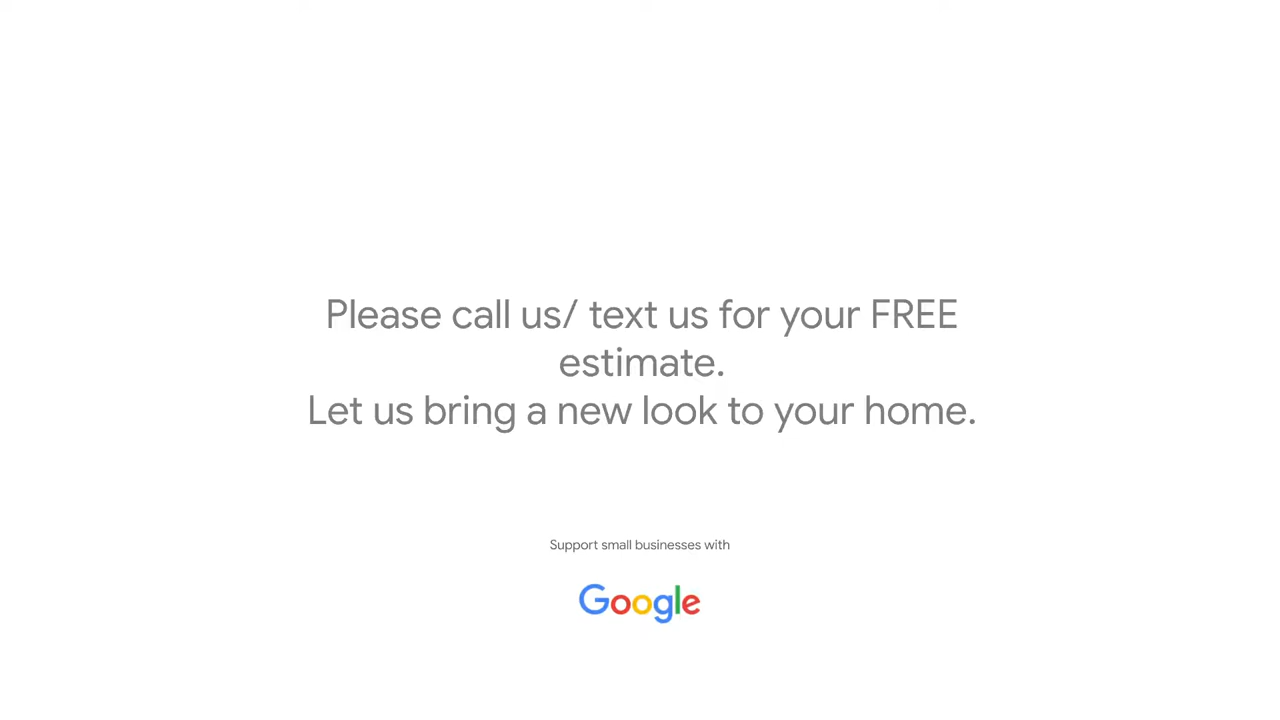 Please call us/ text us for your FREE
estimate.
Let us bring a new look to your home.
Support small businesses with
Google